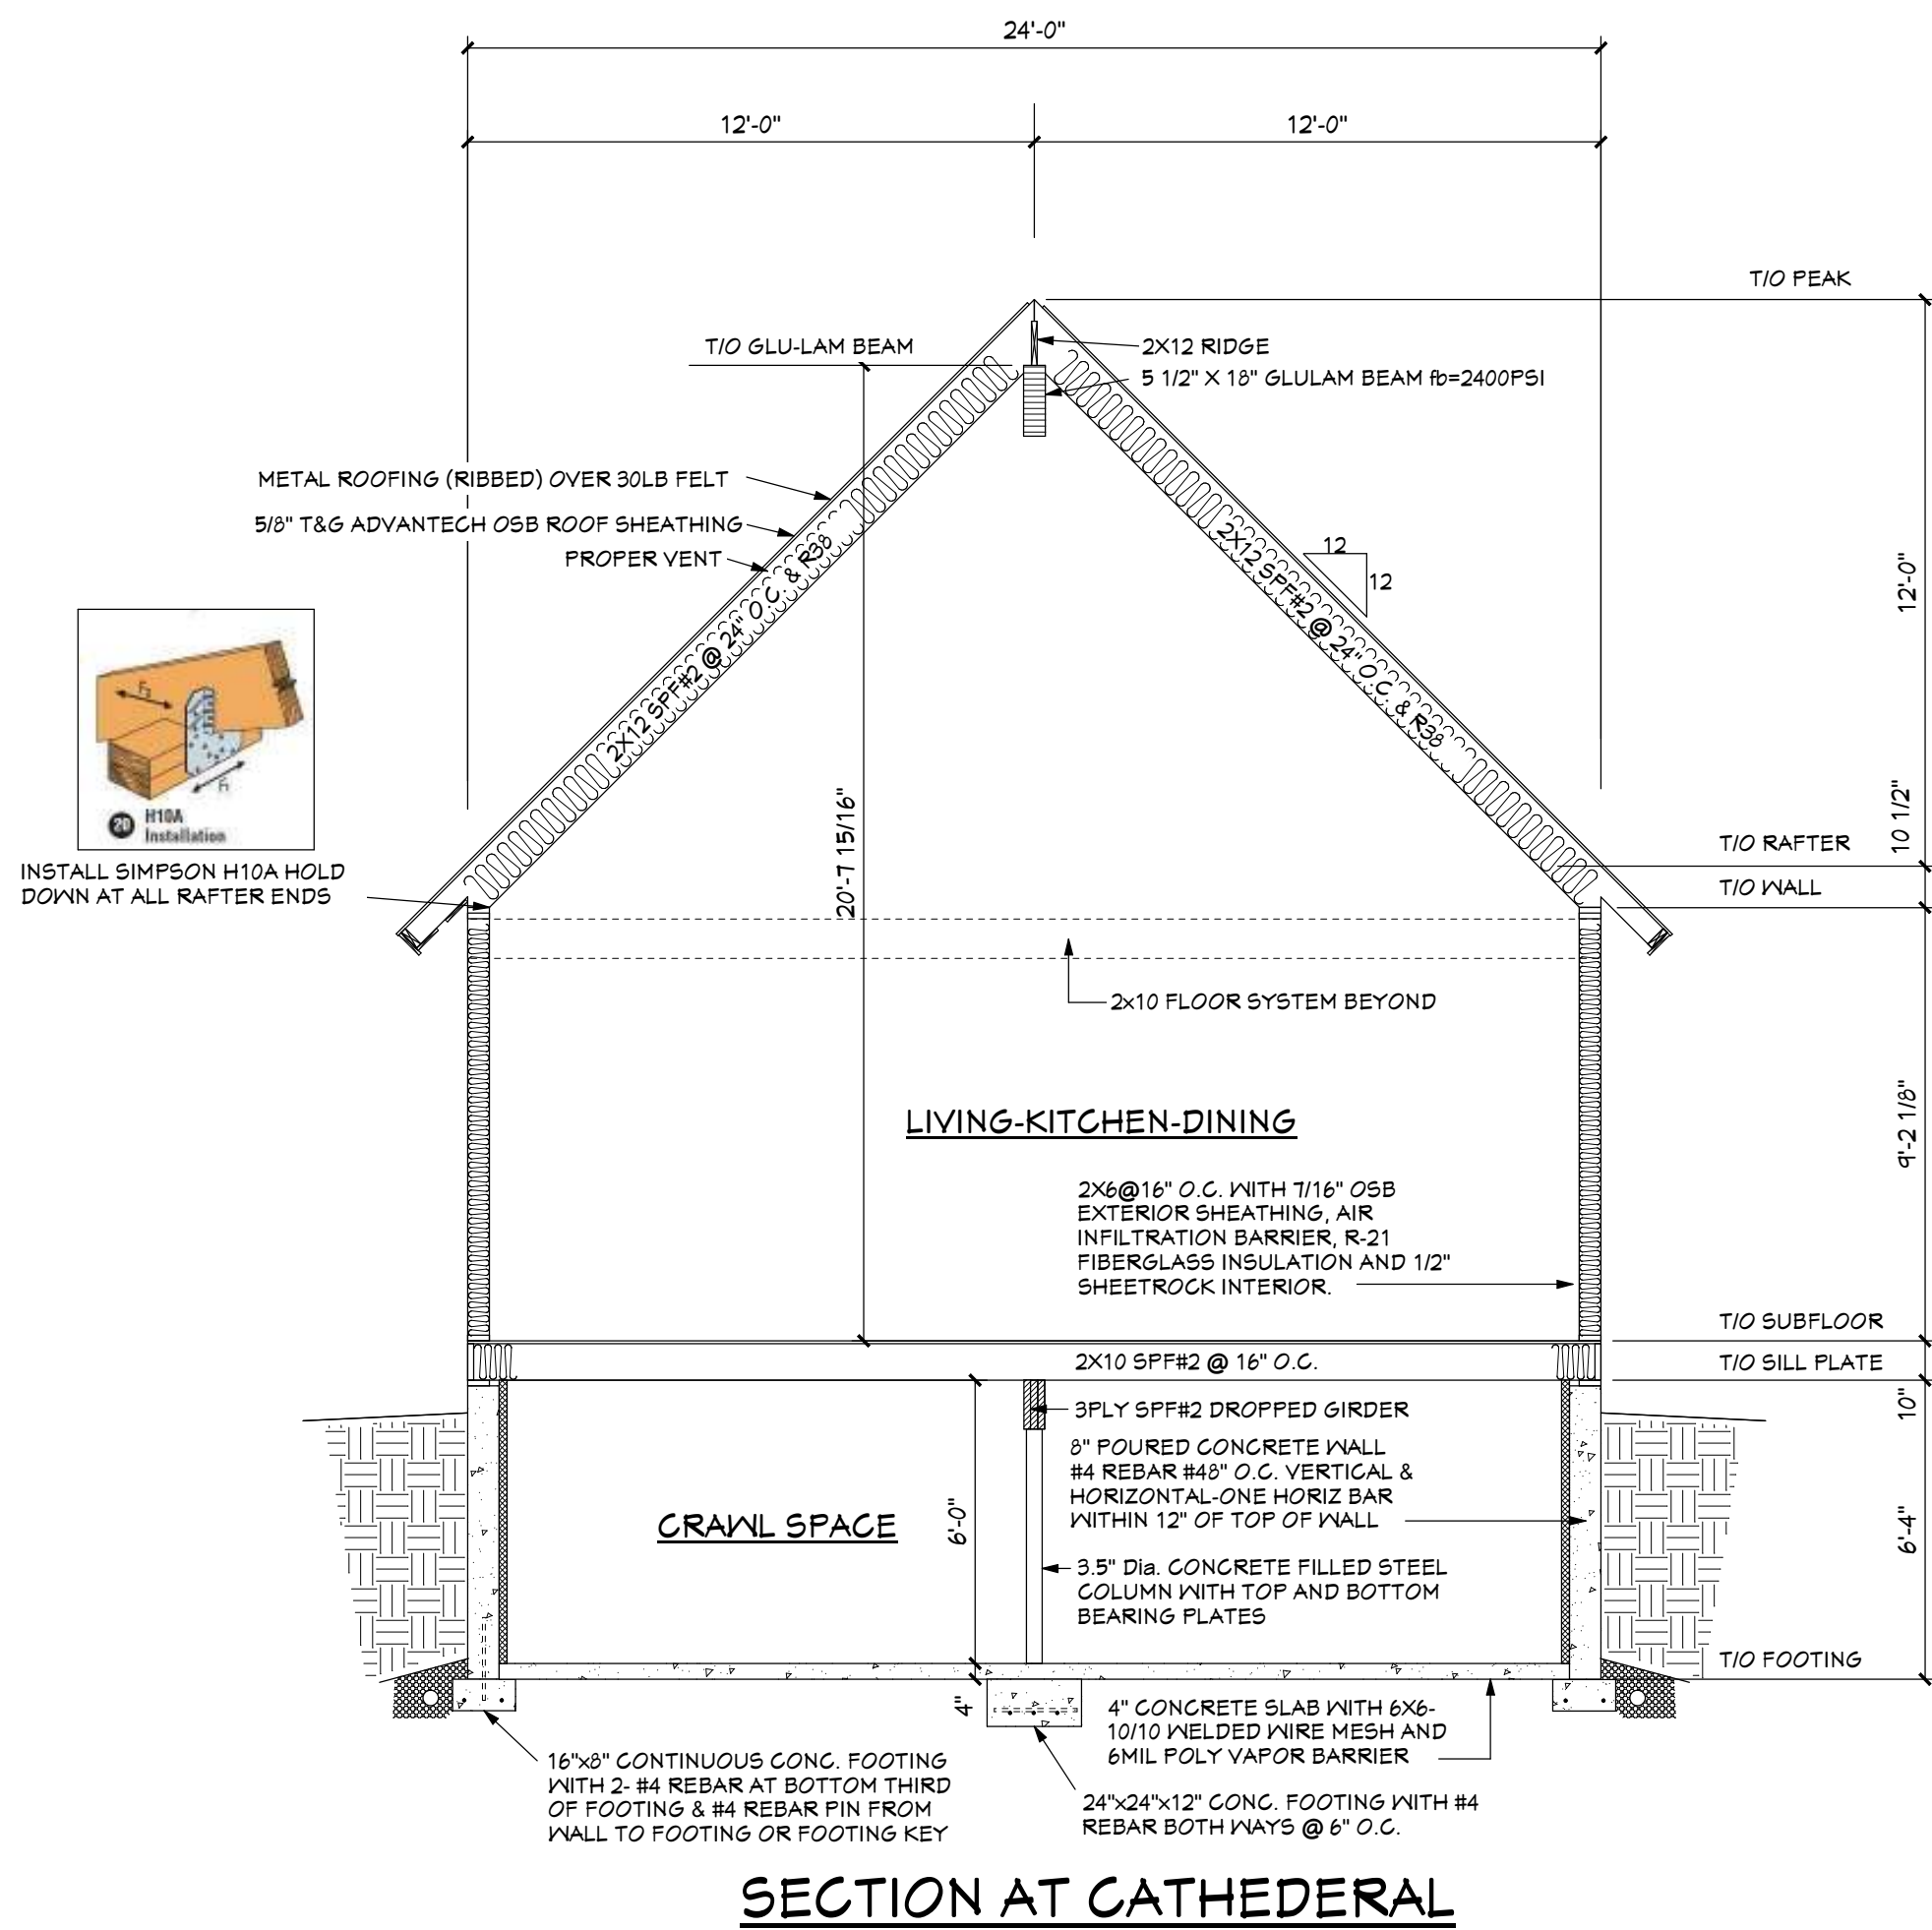 24'-0"
12'-0"
12'-0"
T/O PEAK
T/O GLU-LAM BEAM
2X12 RIDGE
5 1/2" X 18" GLULAM BEAM fb=2400PSI
METAL ROOFING (RIBBED) OVER 30LB FELT
5/8" T&G ADVANTECH OSB ROOF SHEATHING
PROPER VENT
2X12 SPF#2 @ 24" O.C. & R38
2X12 SPF#2 @ 24" O.C. & R38
12
12
12'-0"
F2
F1
2D
H10A
Installation
INSTALL SIMPSON H10A HOLD
DOWN AT ALL RAFTER ENDS
20'-7 15/16"
T/O RAFTER
10 1/2"
T/O WALL
2x10 FLOOR SYSTEM BEYOND
LIVING-KITCHEN-DINING
9'-2 1/8"
2X6@16" O.C. WITH 7/16" OSB
EXTERIOR SHEATHING, AIR
INFILTRATION BARRIER, R-21
FIBERGLASS INSULATION AND 1/2"
SHEETROCK INTERIOR.
T/O SUBFLOOR
2X10 SPF#2 @ 16" O.C.
T/O SILL PLATE
10"
3PLY SPF#2 DROPPED GIRDER
8" POURED CONCRETE WALL
#4 REBAR #48" O.C. VERTICAL &
HORIZONTAL-ONE HORIZ BAR
WITHIN 12" OF TOP OF WALL
CRAWL SPACE
6'-0"
6'-4"
3.5" Dia. CONCRETE FILLED STEEL
COLUMN WITH TOP AND BOTTOM
BEARING PLATES
T/O FOOTING
4"
4" CONCRETE SLAB WITH 6X6-
10/10 WELDED WIRE MESH AND
6MIL POLY VAPOR BARRIER
16"x8" CONTINUOUS CONC. FOOTING
WITH 2- #4 REBAR AT BOTTOM THIRD
OF FOOTING & #4 REBAR PIN FROM
WALL TO FOOTING OR FOOTING KEY
24"x24"x12" CONC. FOOTING WITH #4
REBAR BOTH WAYS @ 6" O.C.
SECTION AT CATHEDERAL